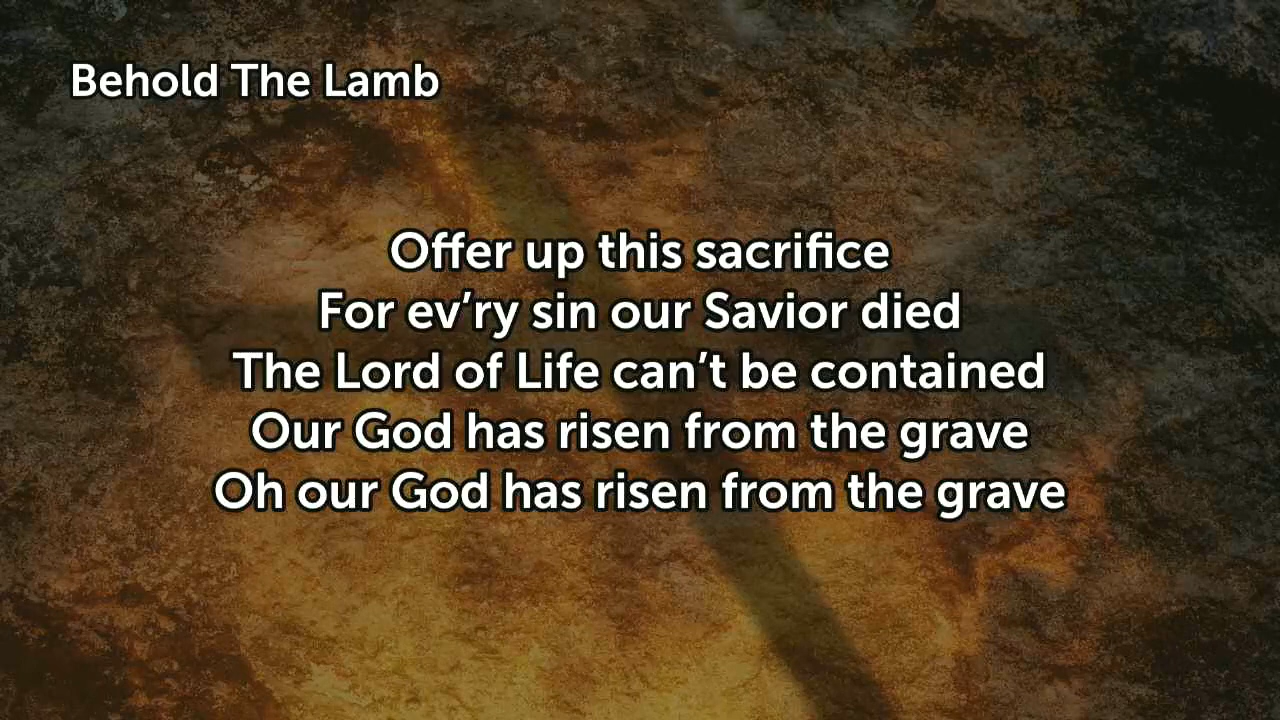 Behold The Lamb
Offer up this sacrifice
For ev’ry sin our Savior died
The Lord of Life can’t be contained
Our God has risen from the grave
Oh our God has risen from the grave